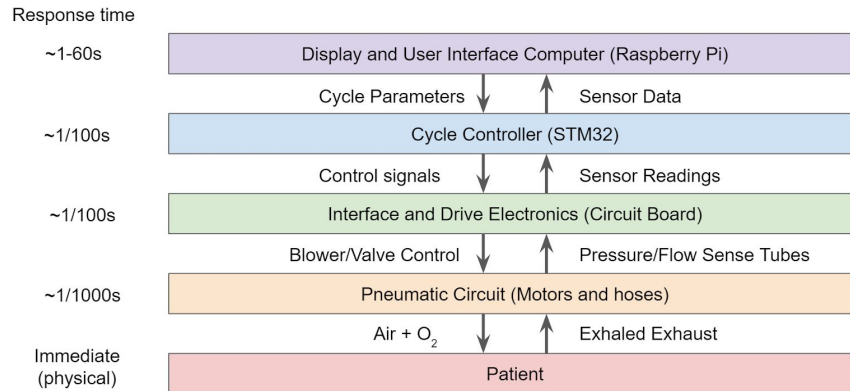 Response time
~1-60s
Display and User Interface Computer (Raspberry Pi)
Cycle Parameters
Sensor Data
~1/100s
Cycle Controller (STM32)
Control signals
Sensor Readings
~1/100s
Interface and Drive Electronics (Circuit Board)
Blower/Valve Control
Pressure/Flow Sense Tubes
~1/1000s
Pneumatic Circuit (Motors and hoses)
Air + O₂
Exhaled Exhaust
Immediate
(physical)
Patient